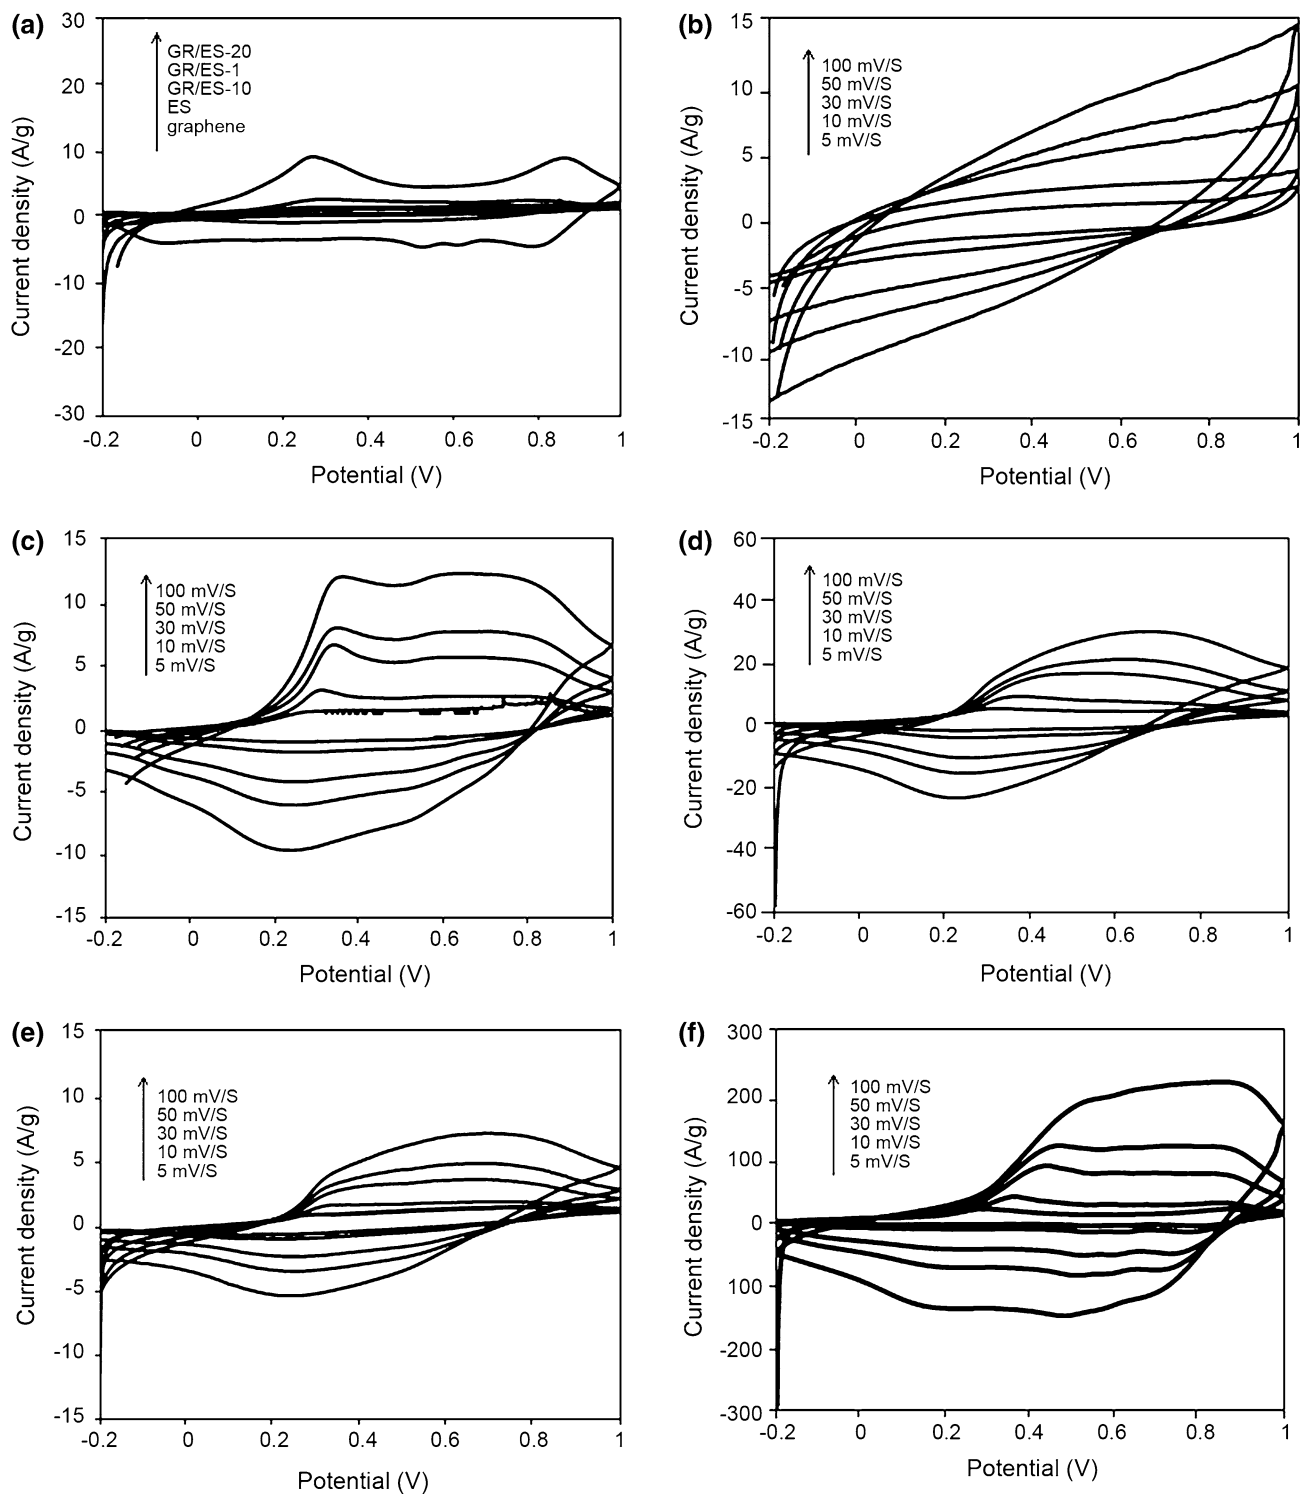 (a)
30
20
10
0
-10
-20
-30
Current density (A/g)
GR/ES-20
GR/ES-1
GR/ES-10
ES
graphene
-0.2 0 0.2 0.4 0.6 0.8 1
Potential (V)
(b)
15
10
5
0
-5
-10
-15
Current density (A/g)
100 mV/S
50 mV/S
30 mV/S
10 mV/S
5 mV/S
-0.2 0 0.2 0.4 0.6 0.8 1
Potential (V)
(c)
15
10
5
0
-5
-10
-15
Current density (A/g)
100 mV/S
50 mV/S
30 mV/S
10 mV/S
5 mV/S
-0.2 0 0.2 0.4 0.6 0.8 1
Potential (V)
(d)
60
40
20
0
-20
-40
-60
Current density (A/g)
100 mV/S
50 mV/S
30 mV/S
10 mV/S
5 mV/S
-0.2 0 0.2 0.4 0.6 0.8 1
Potential (V)
(e)
15
10
5
0
-5
-10
-15
Current density (A/g)
100 mV/S
50 mV/S
30 mV/S
10 mV/S
5 mV/S
-0.2 0 0.2 0.4 0.6 0.8 1
Potential (V)
(f)
300
200
100
0
100
-200
-300
Current density (A/g)
100 mV/S
50 mV/S
30 mV/S
10 mV/S
5 mV/S
-0.2 0 0.2 0.4 0.6 0.8 1
Potential (V)